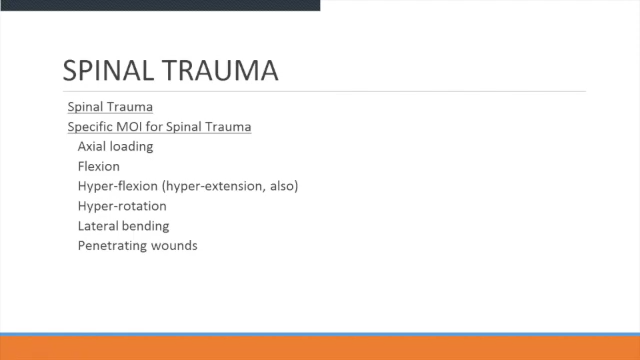 SPINAL TRAUMA
Spinal Trauma
Specific MOI for Spinal Trauma
Axial loading
Flexion
Hyper-flexion (hyper-extension, also)
Hyper-rotation
Lateral bending
Penetrating wounds